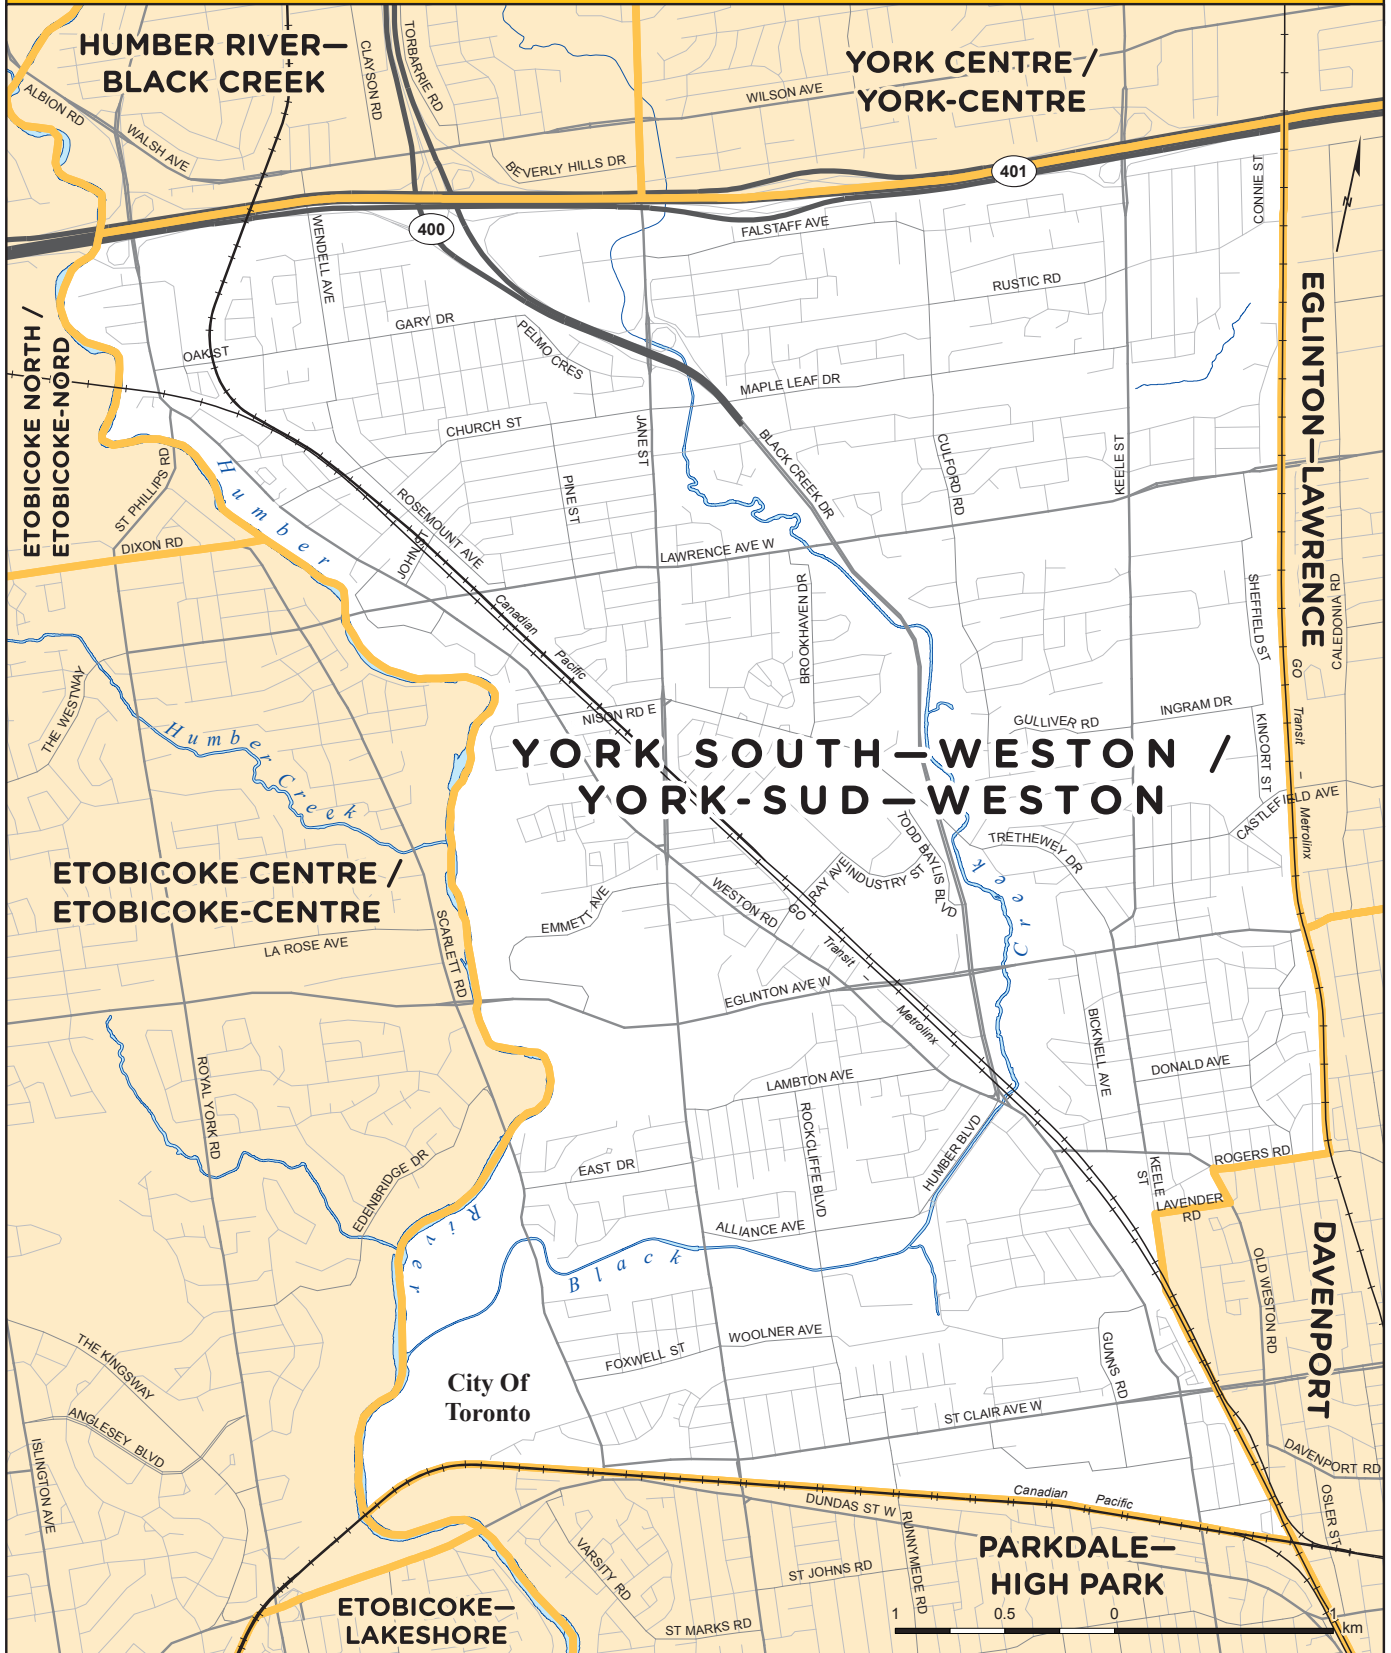 HUMBER RIVER—
BLACK CREEK
CLAYSON RD
TORBARRIE RD
YORK CENTRE /
YORK-CENTRE
WILSON AVE
ALBION RD
WALSH AVE
BEVERLY HILLS DR
401
400
CONNIE ST
N
FALSTAFF AVE
WENDELL AVE
RUSTIC RD
GARY DR
PELMO CRES
OAK ST
ETOBICOKE NORTH /
ETOBICOKE-NORD
EGLINTON—LAWRENCE
MAPLE LEAF DR
CHURCH ST
JANE ST
BLACK CREEK DR
CULFORD RD
KEELE ST
ST PHILLIPS RD
Humber
PINE ST
ROSEMOUNT AVE
JOHN ST
DIXON RD
LAWRENCE AVE W
BROOKHAVEN DR
SHEFFIELD ST
CALEDONIA RD
Canadian
Pacific
THE WESTWAY
NISON RD E
GULLIVER RD
INGRAM DR
KINCORT ST
GO
Transit
–
Metrolinx
Humber Creek
YORK SOUTH—WESTON /
YORK-SUD—WESTON
CASTLEFIELD AVE
TODD BAYLIS BLVD
TRETHEWEY DR
RAY AVE
INDUSTRY ST
Creek
ETOBICOKE CENTRE /
ETOBICOKE-CENTRE
EMMETT AVE
WESTON RD
GO
Transit
–
Metrolinx
LA ROSE AVE
SCARLETT RD
EGLINTON AVE W
BICKNELL AVE
DONALD AVE
ROYAL YORK RD
LAMBTON AVE
ROCKCLIFFE BLVD
HUMBER BLVD
EAST DR
EDENBRIDGE DR
KEELE
ST
ROGERS RD
LAVENDER
RD
River
ALLIANCE AVE
Black
OLD WESTON RD
DAVENPORT
THE KINGSWAY
FOXWELL ST
WOOLNER AVE
GUNNS RD
City Of
Toronto
ANGLESEY BLVD
ST CLAIR AVE W
ISLINGTON AVE
DAVENPORT RD
Canadian
Pacific
DUNDAS ST W
RUNNYMEDE RD
OSLER ST
PARKDALE—
HIGH PARK
VARSITY RD
ST JOHNS RD
ETOBICOKE—
LAKESHORE
ST MARKS RD
1 0.5 0 1
km